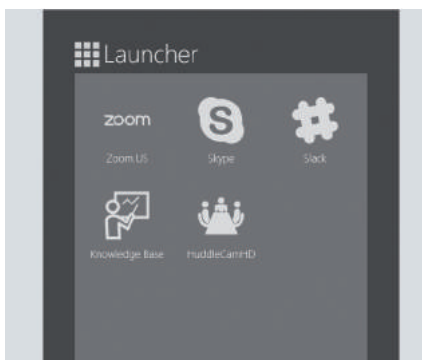 Launcher
zoom
S
Zoom.US
Skype
Slack
Knowledge Base
HuddleCamHD